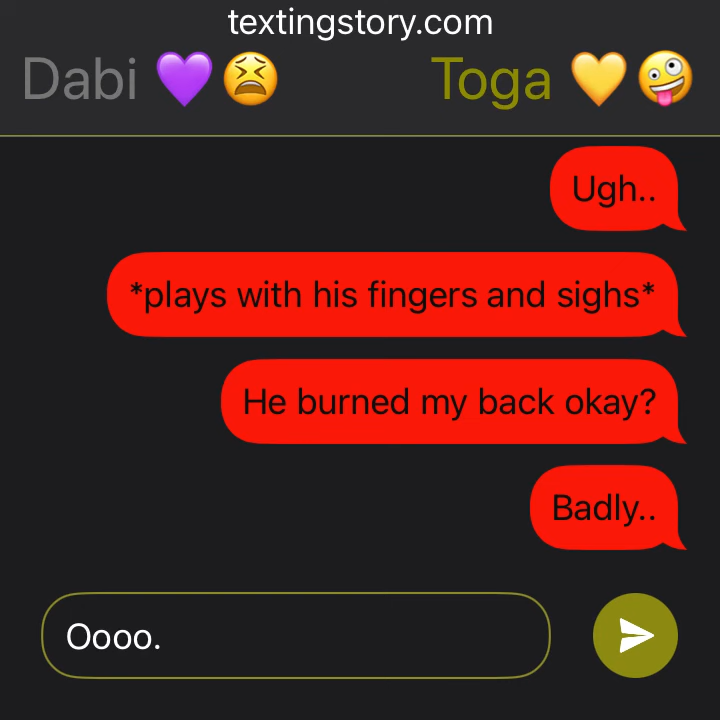 textingstory.com
Dabi 💜😫 Toga 💛🤪
Ugh..
*plays with his fingers and sighs*
He burned my back okay?
Badly..
Oooo.